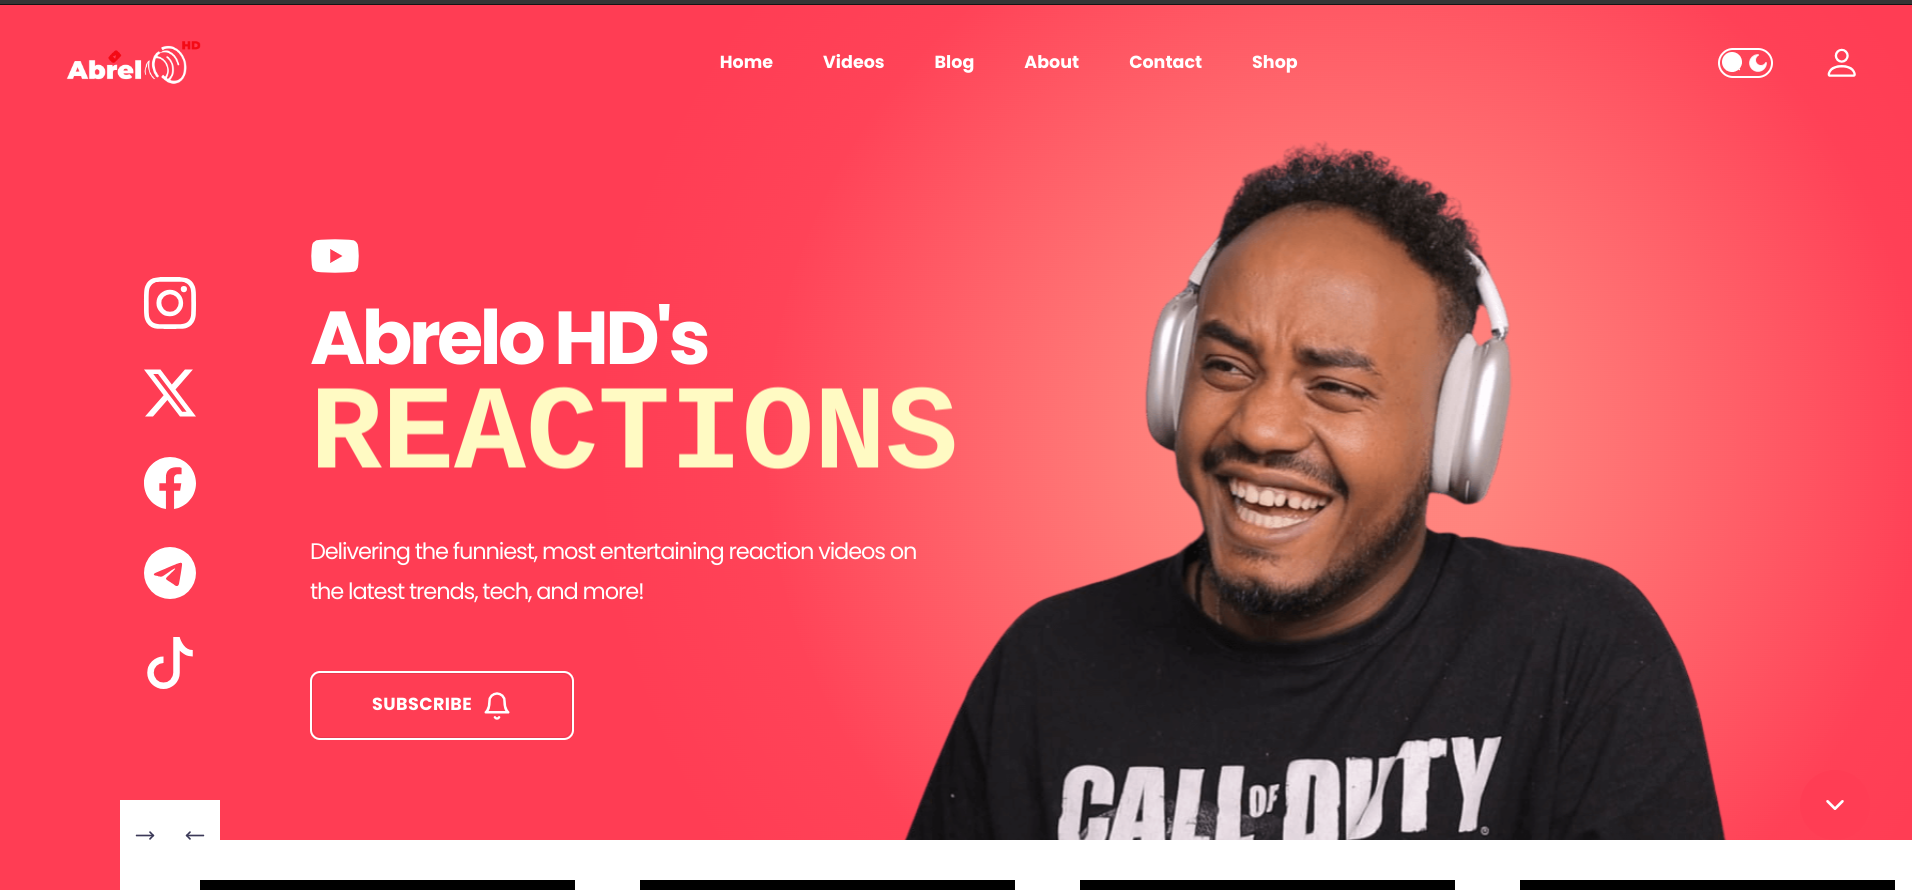 Abrelo HD
Home Videos Blog About Contact Shop
Abrelo HD's
REACTIONS
Delivering the funniest, most entertaining reaction videos on
the latest trends, tech, and more!
SUBSCRIBE
CALL OF DUTY®